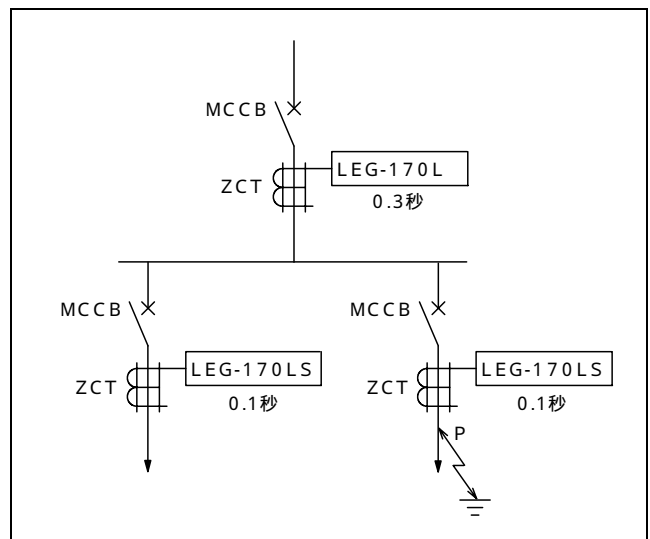 MCCB
LEG-170L
ZCT
0.3秒
MCCB
MCCB
LEG-170LS
LEG-170LS
ZCT
ZCT
0.1秒
0.1秒
P